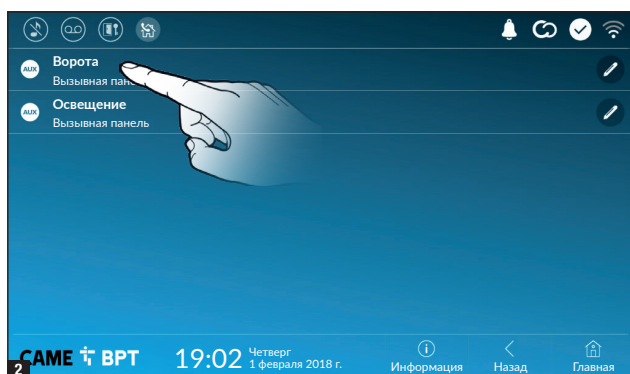 AUX
Ворота
Вызывная
AUX
Освещение
Вызывная панель
CAME BPT
19:02
Четверг
1 февраля 2018 г.
Информация
Назад
Главная
2